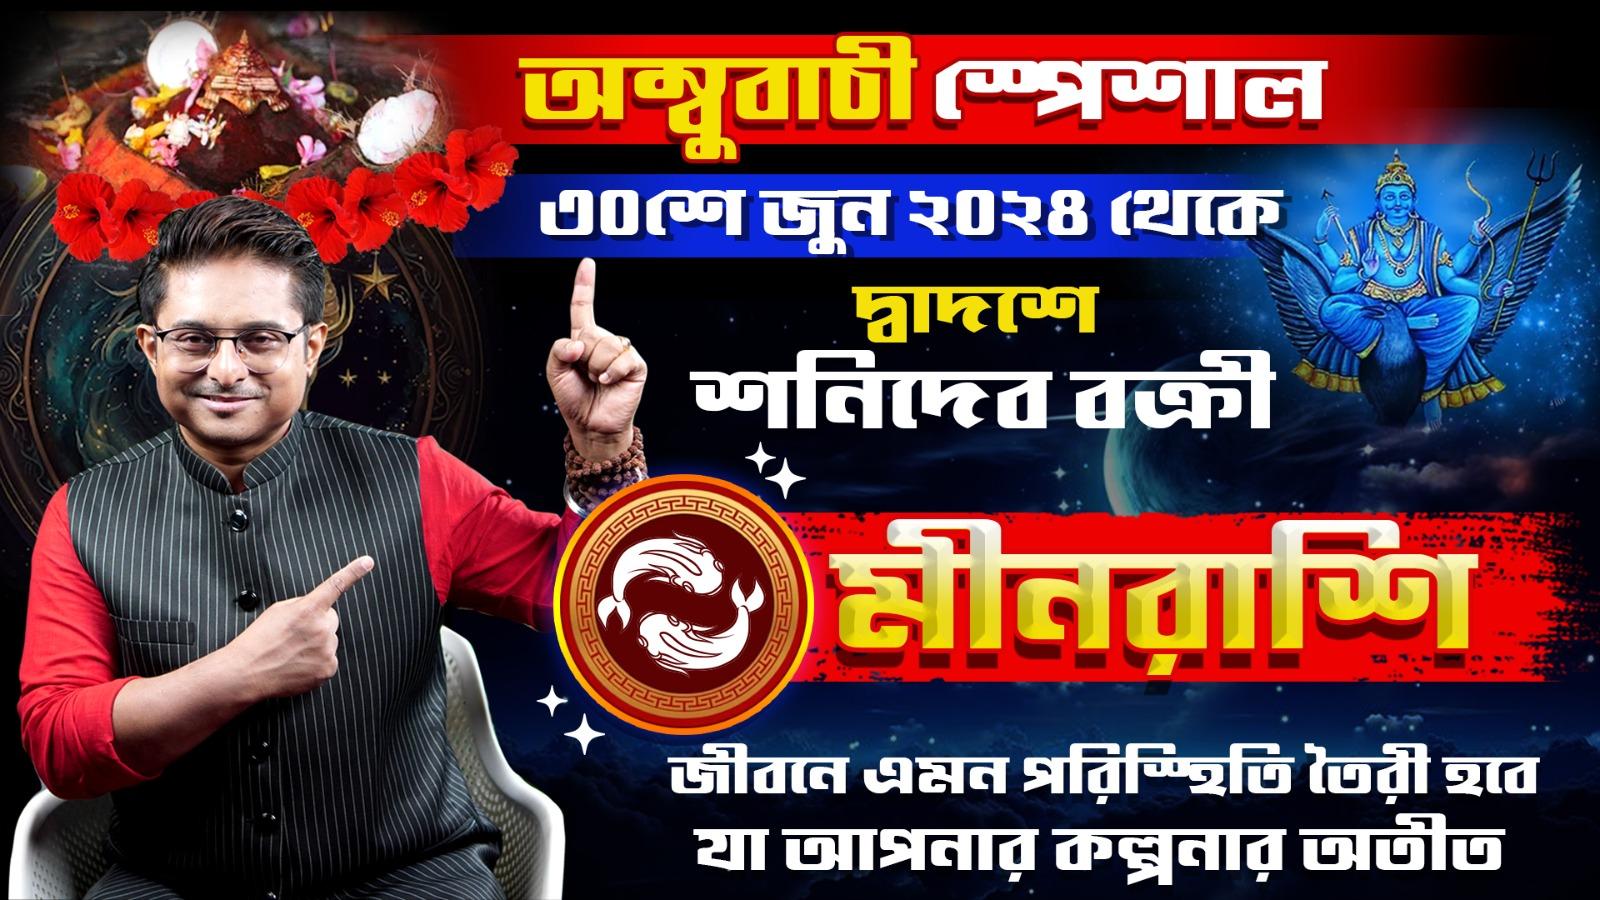 অম্বুবাচী স্পেশাল
৩০শে জুন ২০২৪ থেকে
দ্বাদশে
শনিদেব বক্রী
মীনরাশি
জীবনে এমন পরিস্থিতি তৈরী হবে
যা আপনার কল্পনার অতীত